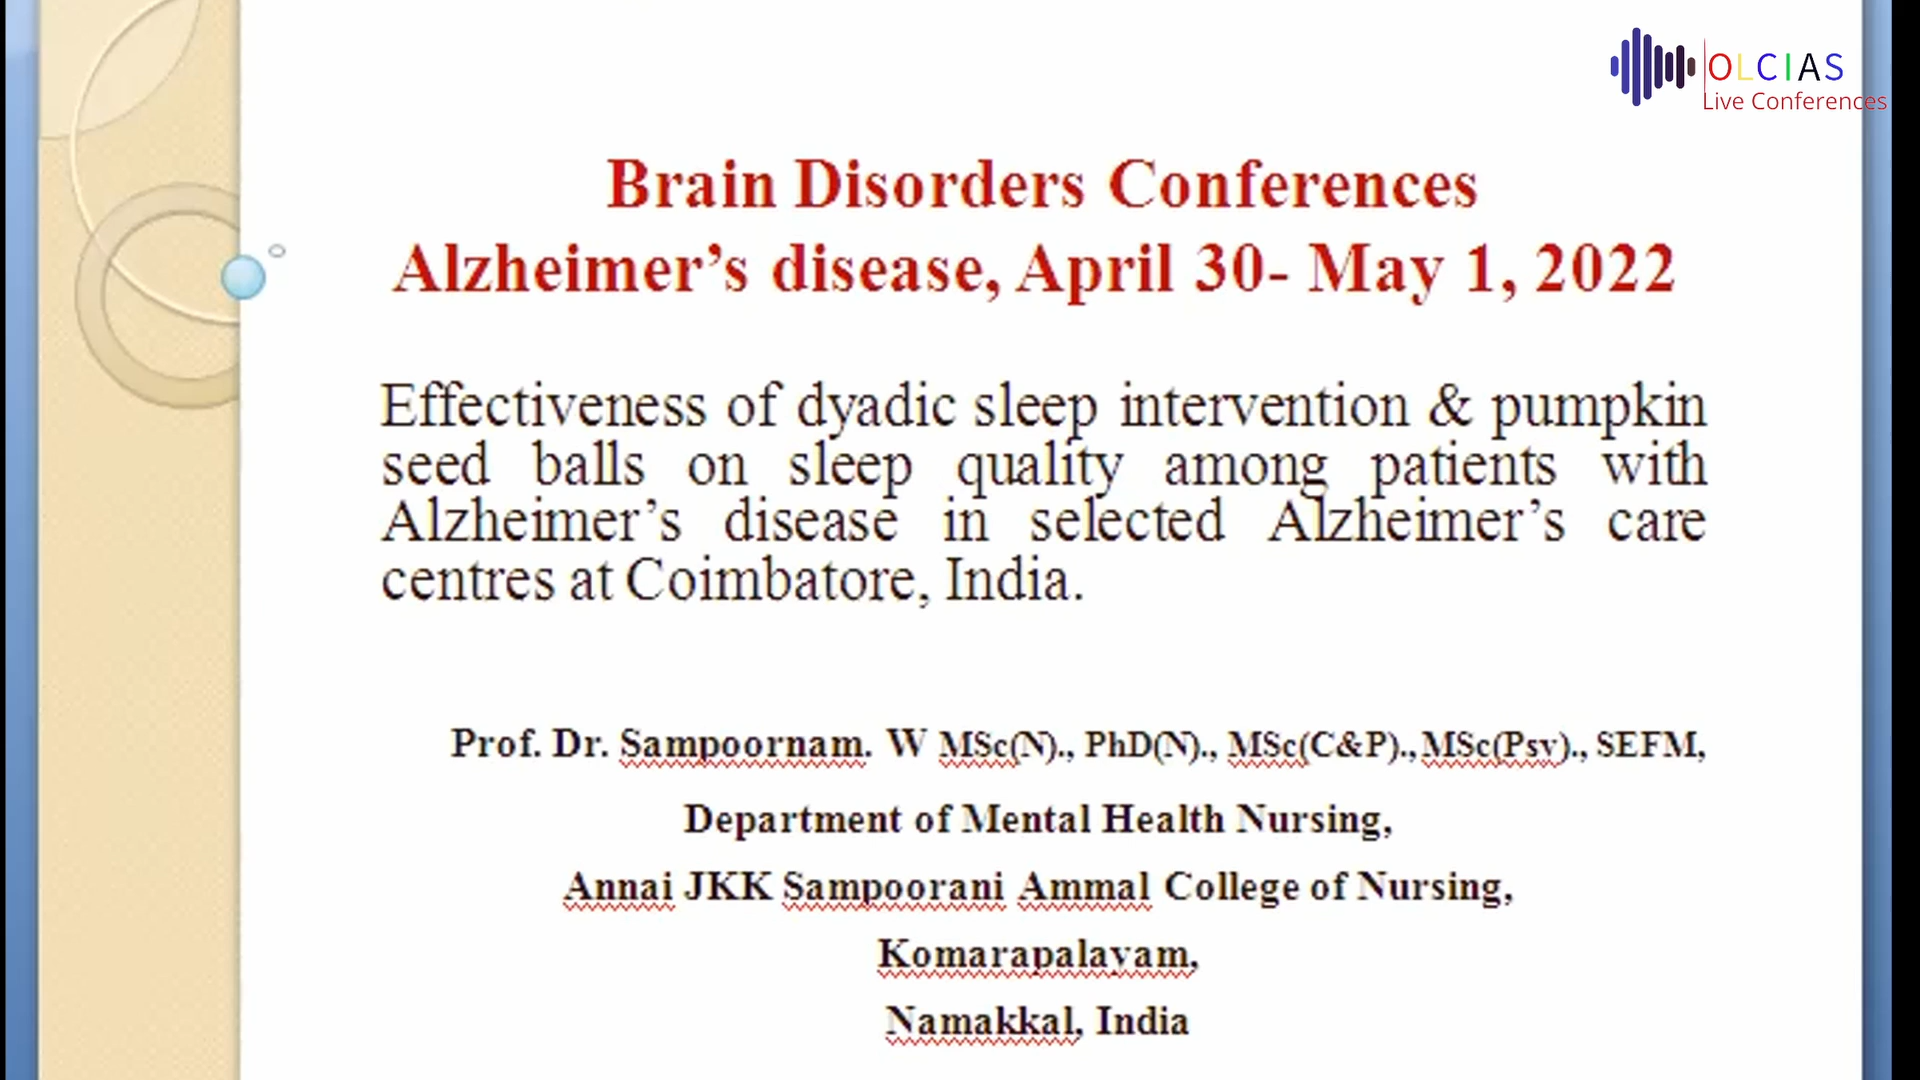 OLCIAS
Live Conferences
Brain Disorders Conferences
Alzheimer’s disease, April 30- May 1, 2022
Effectiveness of dyadic sleep intervention & pumpkin
seed balls on sleep quality among patients with
Alzheimer’s disease in selected Alzheimer’s care
centres at Coimbatore, India.
Prof. Dr. Sampoornam. W MSc(N)., PhD(N)., MSc(C&P)., MSc(Psy)., SEFM,
Department of Mental Health Nursing,
Annai JKK Sampoorani Ammal College of Nursing,
Komarapalayam,
Namakkal, India